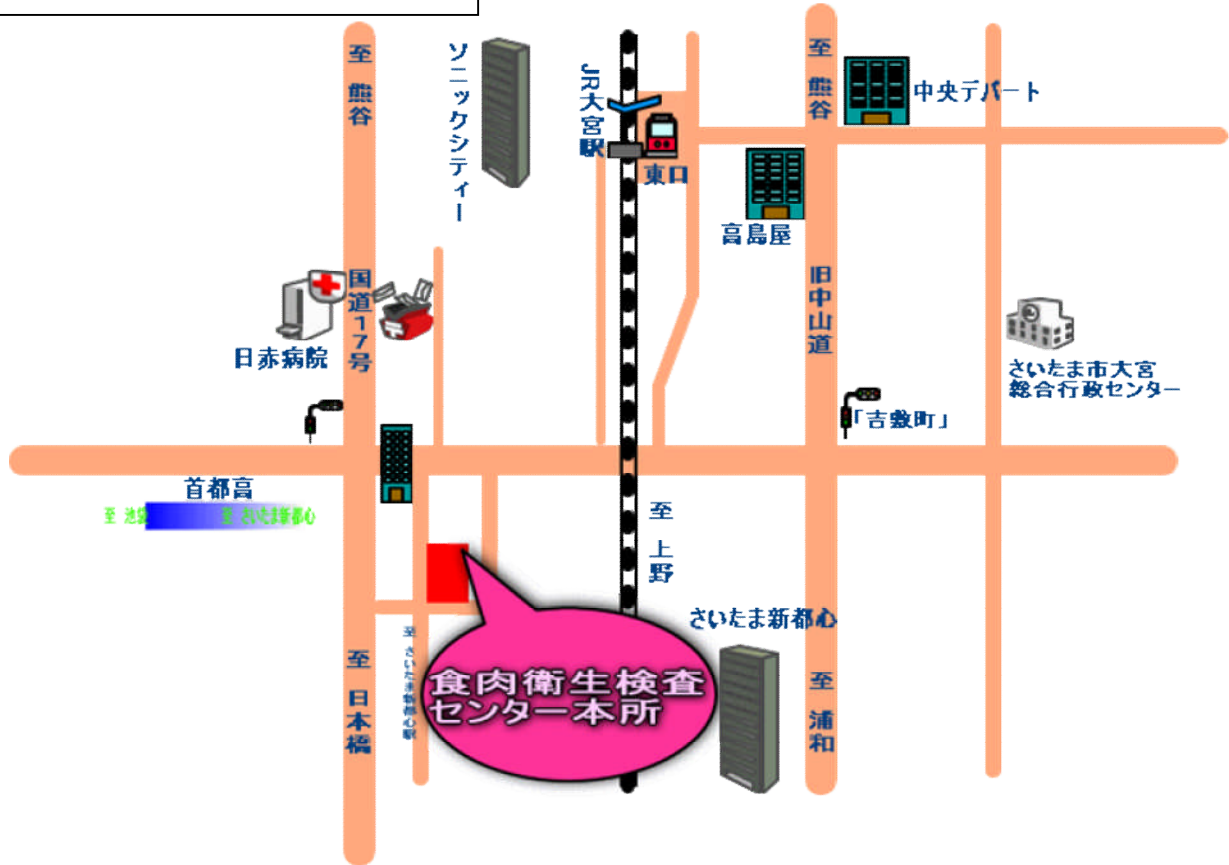 至 熊谷
ソニックシティー
JR大宮駅
東口
至 熊谷
中央デパート
高島屋
国道17号
日赤病院
旧中山道
さいたま市大宮
総合行政センター
「吉敷町」
首都高
至 池袋
至 さいたま新都心
至 上野
さいたま新都心
至 さいたま新都心駅
食肉衛生検査
センター本所
至 日本橋
至 浦和